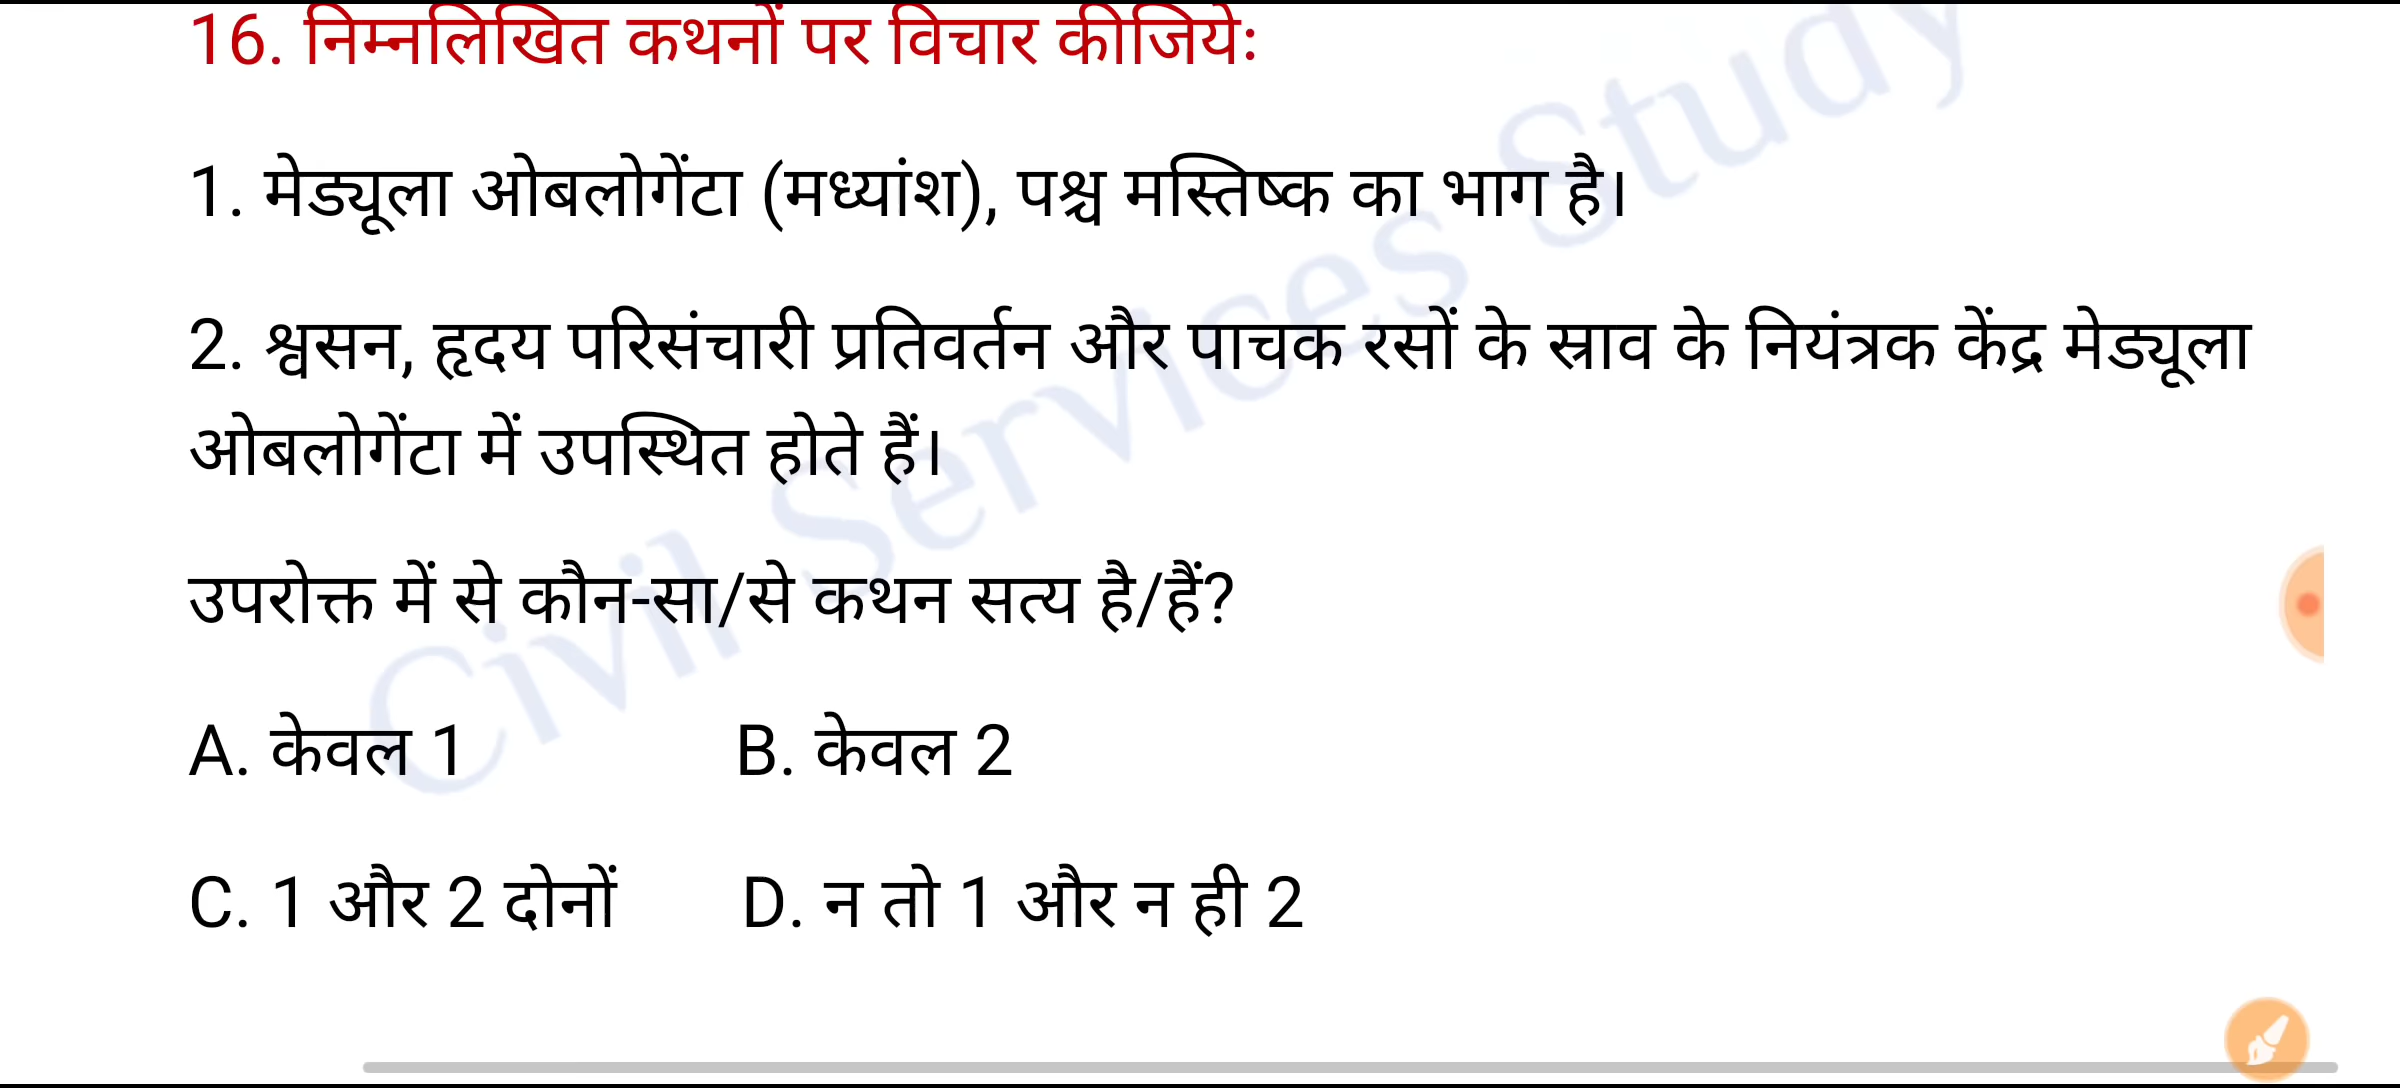 16. निम्नलिखित कथनों पर विचार कीजियेः
1. मेड्यूला ओबलोगेंटा (मध्यांश), पश्च मस्तिष्क का भाग है।
2. श्वसन, हृदय परिसंचारी प्रतिवर्तन और पाचक रसों के स्राव के नियंत्रक केंद्र मेड्यूला
ओबलोगेंटा में उपस्थित होते हैं।
उपरोक्त में से कौन-सा/से कथन सत्य है/हैं?
A. केवल 1 B. केवल 2
C. 1 और 2 दोनों D. न तो 1 और न ही 2
Civil Services Study